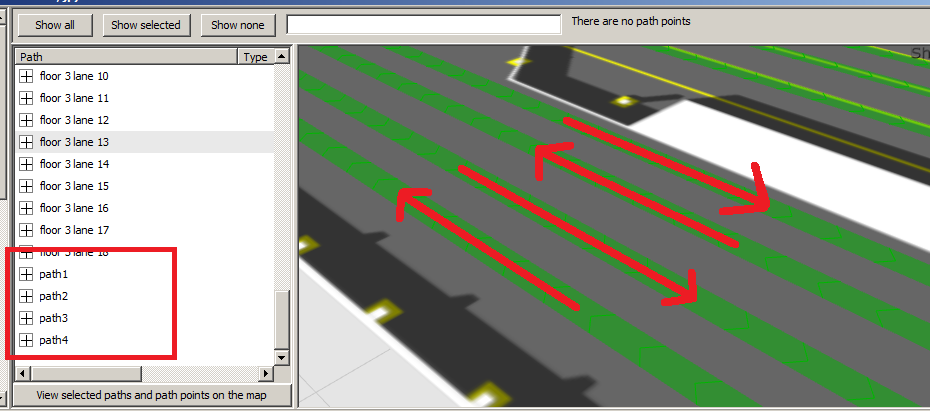 Show all
Show selected
Show none
There are no path points
Path
Type
Sh
floor 3 lane 10
floor 3 lane 11
floor 3 lane 12
floor 3 lane 13
floor 3 lane 14
floor 3 lane 15
floor 3 lane 16
floor 3 lane 17
floor 3 lane 18
path1
path2
path3
path4
View selected paths and path points on the map